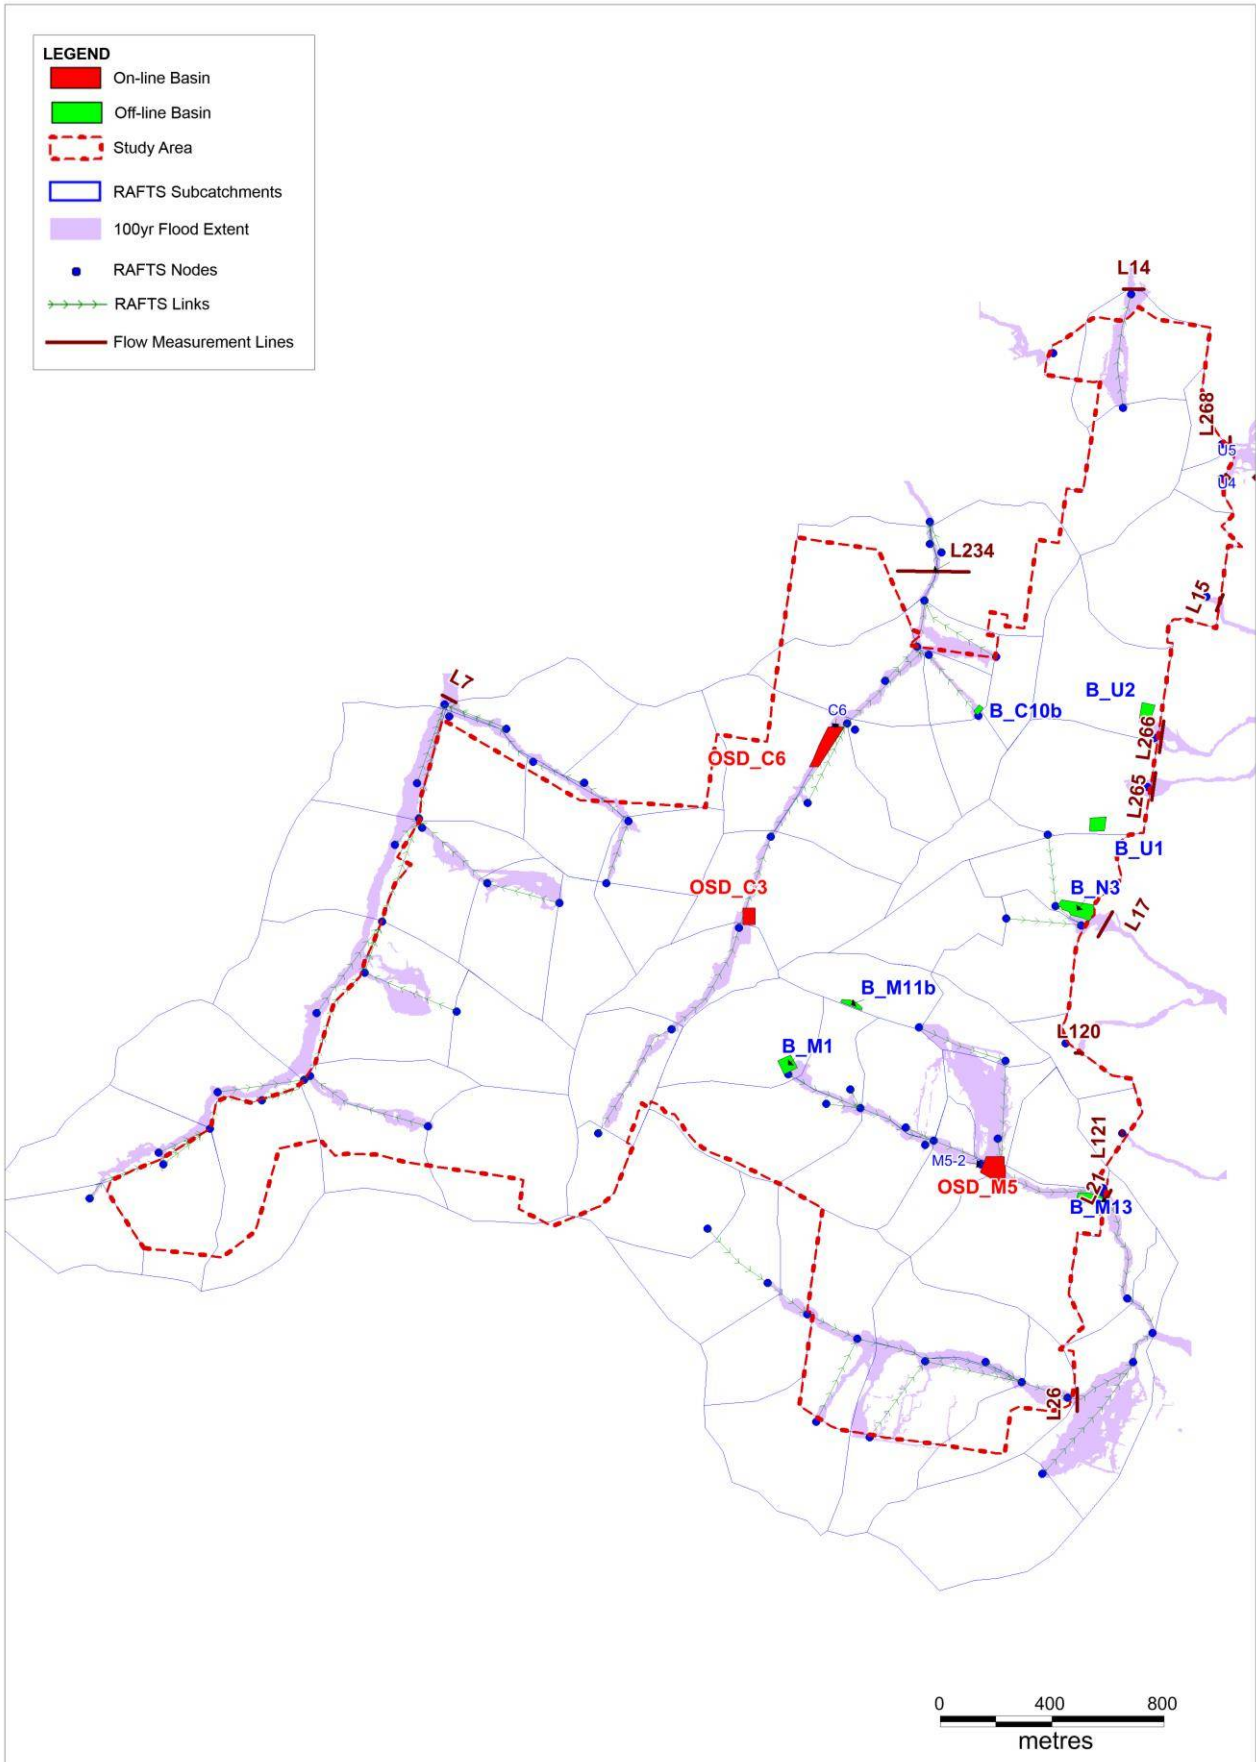 LEGEND
On-line Basin
Off-line Basin
Study Area
RAFTS Subcatchments
100yr Flood Extent
RAFTS Nodes
RAFTS Links
Flow Measurement Lines
L14
L268
U5
U4
L234
L15
L7
B_U2
B_C10b
C6
L266
OSD_C6
L265
B_U1
OSD_C3
B_N3
L17
B_M11b
L120
B_M1
L121
M5-2
OSD_M5
L21
B_M13
L26
0 400 800
metres